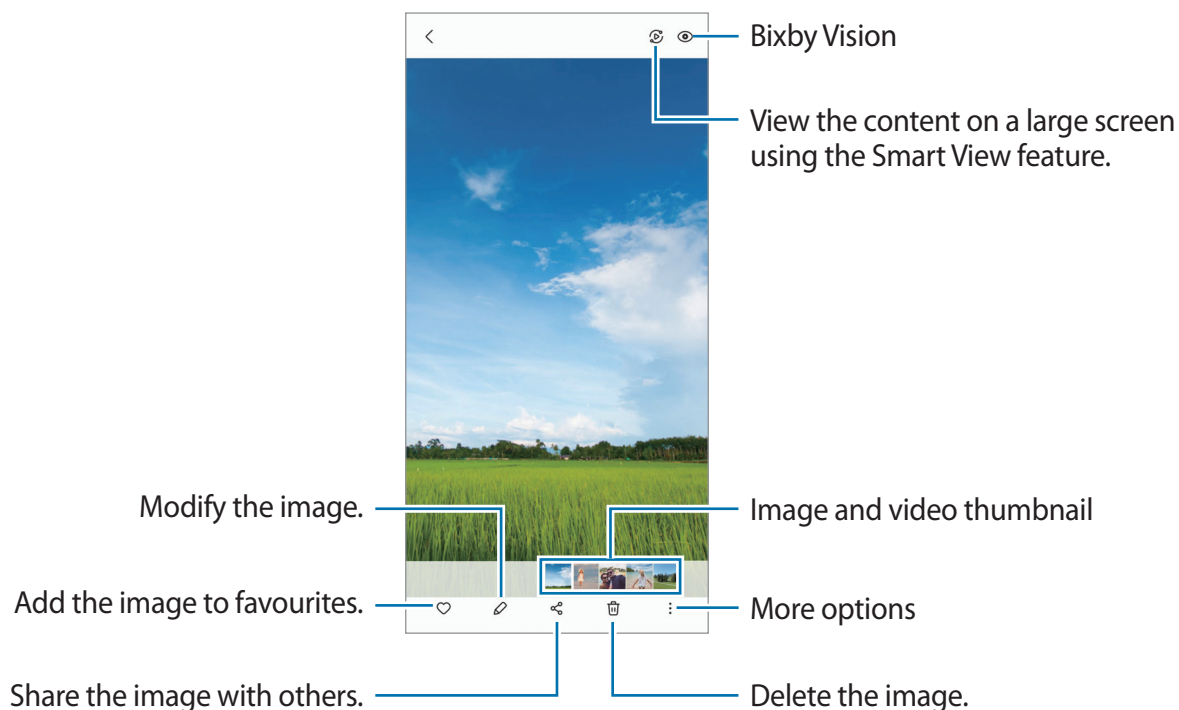 Bixby Vision
View the content on a large screen
using the Smart View feature.
Modify the image.
Image and video thumbnail
Add the image to favourites.
More options
Share the image with others.
Delete the image.